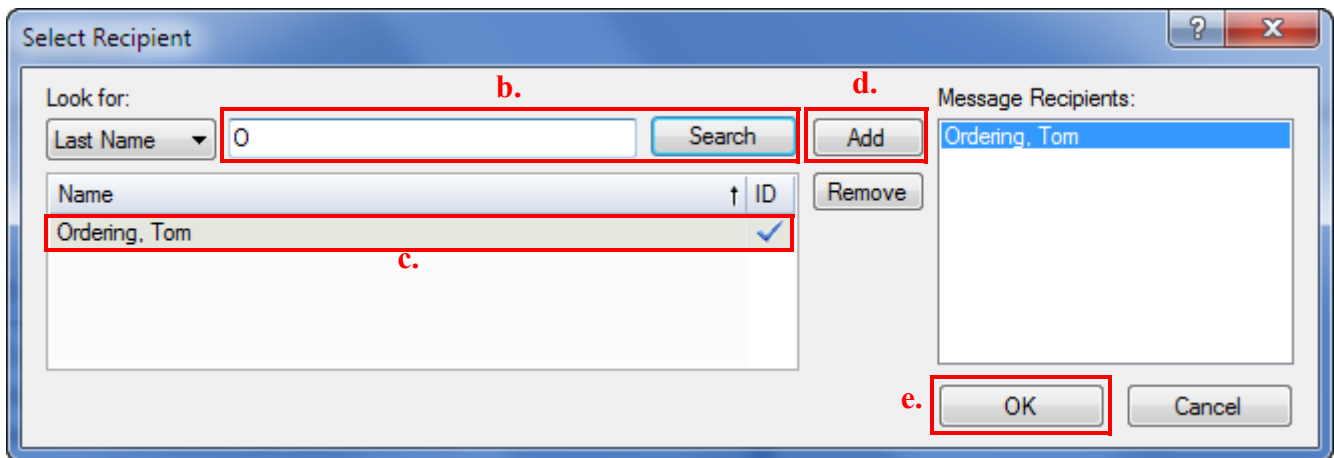 Select Recipient
?
X
b.
d.
Look for:
Message Recipients:
Last Name
O
Search
Add
Ordering, Tom
Name
ID
Remove
Ordering, Tom
c.
e.
OK
Cancel